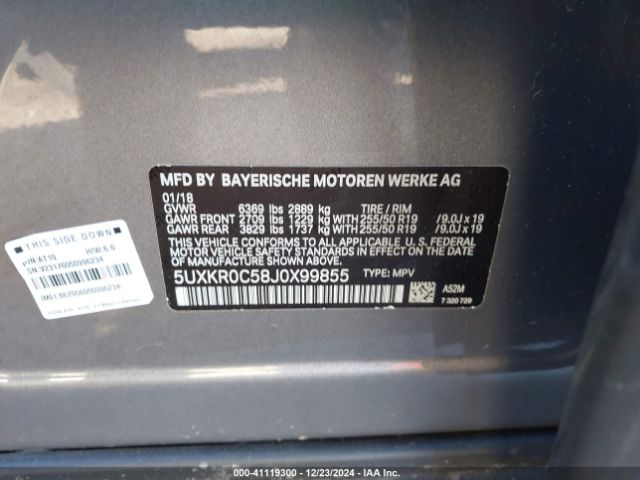 MFD BY BAYERISCHE MOTOREN WERKE AG
01/18
GVWR 6369 lbs 2889 kg TIRE / RIM
GAWR FRONT 2709 lbs 1229 kg WITH 255/50 R19 /9.0J x 19
GAWR REAR 3829 lbs 1737 kg WITH 255/50 R19 /9.0J x 19
THIS VEHICLE CONFORMS TO ALL APPLICABLE U.S. FEDERAL
MOTOR VEHICLE SAFETY STANDARDS IN EFFECT ON THE DATE
OF MANUFACTURE SHOWN ABOVE.
5UXKR0C58J0X99855 TYPE: MPV
A52M
7 320 729
THIS SIDE DOWN
P/N:AT1Q H/W 6.0
000-41119300 - 12/23/2024 - IAA Inc.